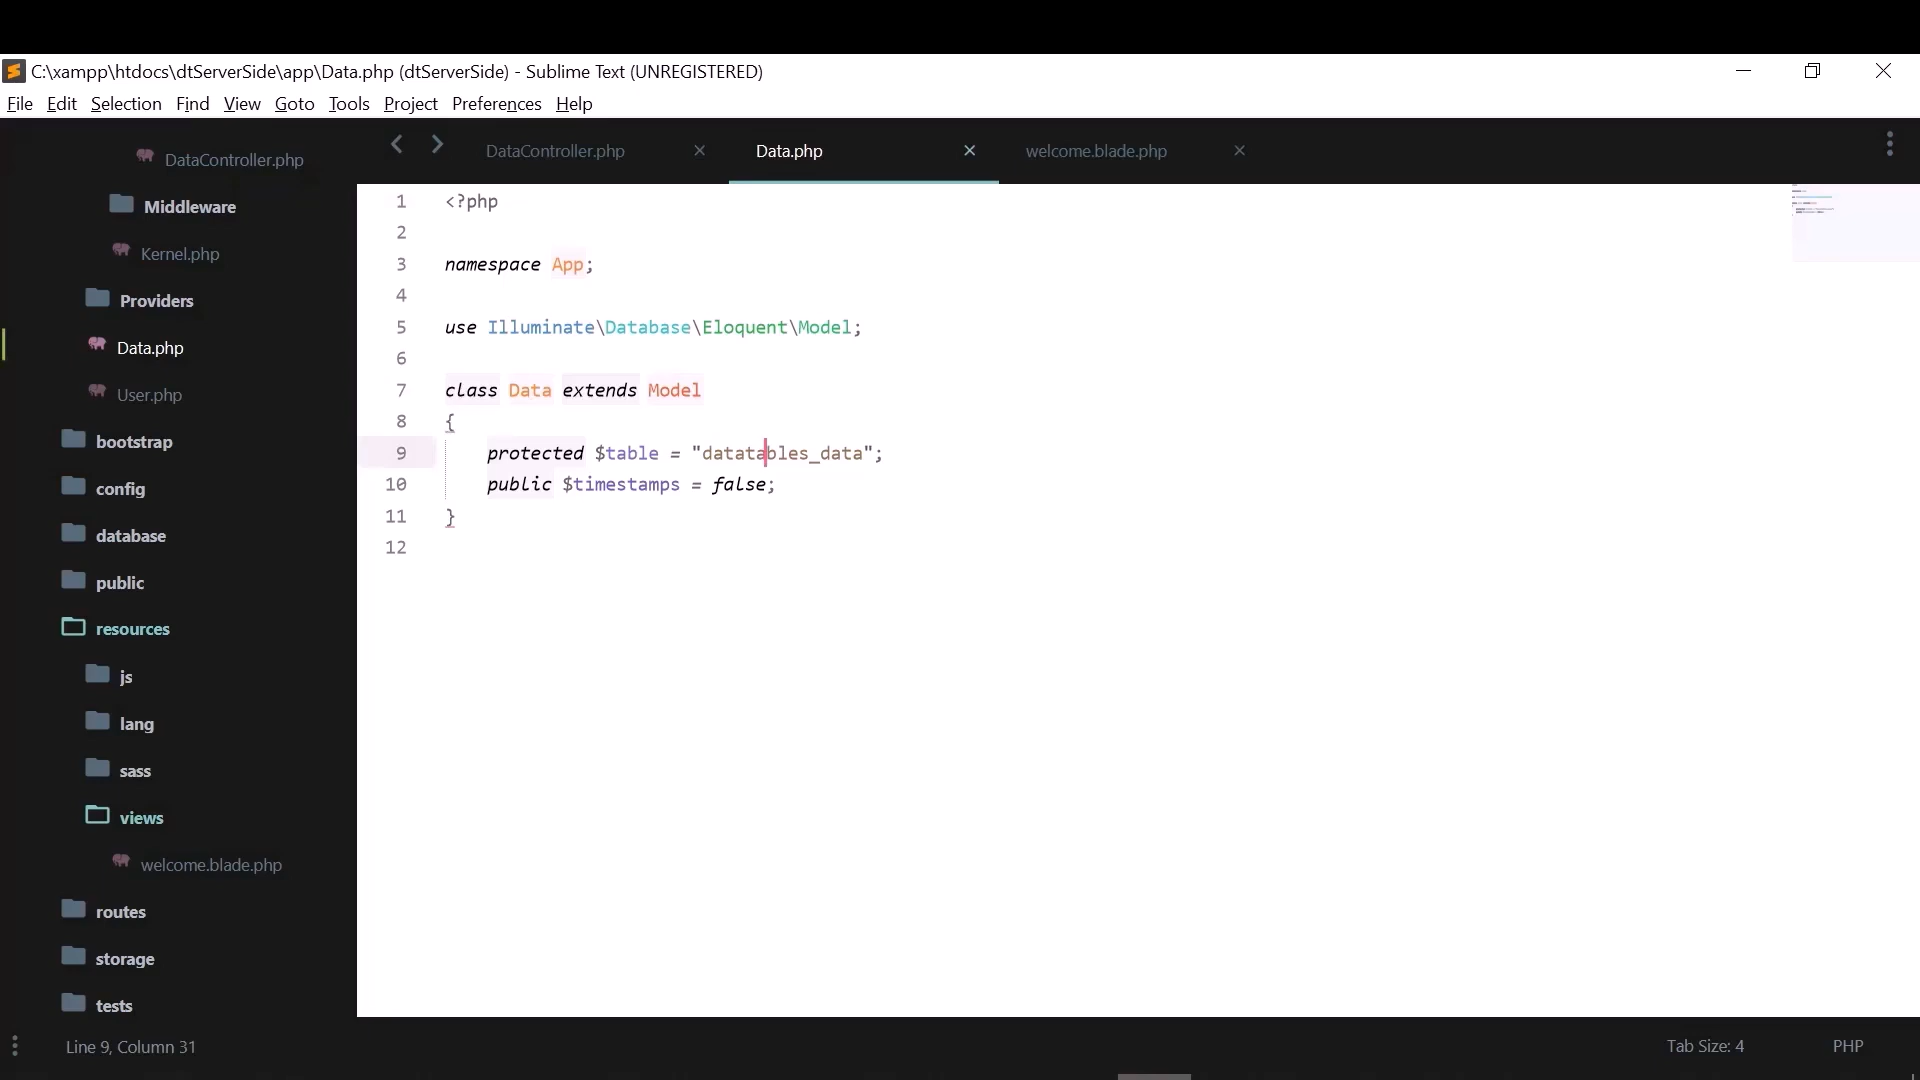 C:\xampp\htdocs\dtServerSide\app\Data.php (dtServerSide) - Sublime Text (UNREGISTERED)
File Edit Selection Find View Goto Tools Project Preferences Help
DataController.php
Middleware
Kernel.php
Providers
Data.php
User.php
bootstrap
config
database
public
resources
js
lang
sass
views
welcome.blade.php
routes
storage
tests
DataController.php Data.php welcome.blade.php
1 <?php
2
3 namespace App;
4
5 use Illuminate\Database\Eloquent\Model;
6
7 class Data extends Model
8 {
9 protected $table = "datatables_data";
10 public $timestamps = false;
11 }
12
Line 9, Column 31
Tab Size: 4 PHP